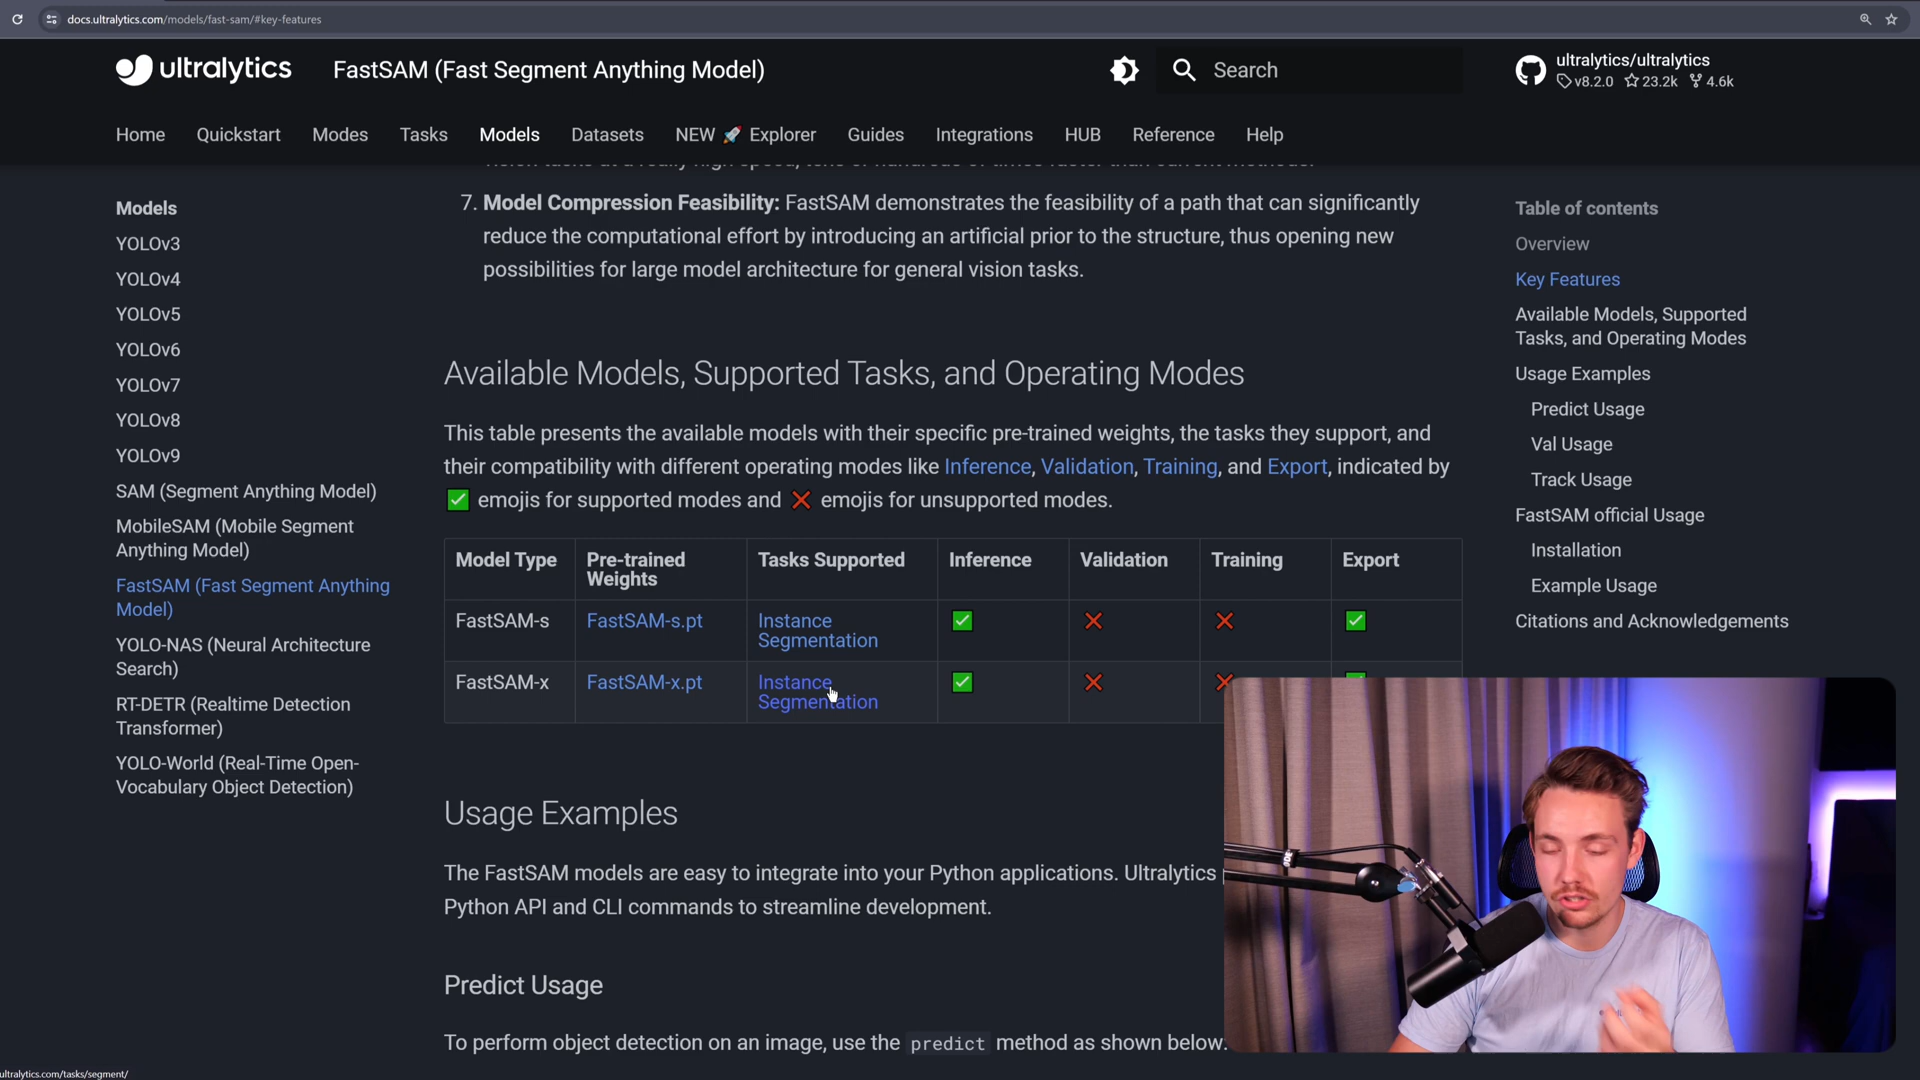 docs.ultralytics.com/models/fast-sam/#key-features
ultralytics
FastSAM (Fast Segment Anything Model)
Search
ultralytics/ultralytics
v8.2.0 23.2k 4.6k
Home Quickstart Modes Tasks Models Datasets NEW 🚀 Explorer Guides Integrations HUB Reference Help
Models
YOLOv3
YOLOv4
YOLOv5
YOLOv6
YOLOv7
YOLOv8
YOLOv9
SAM (Segment Anything Model)
MobileSAM (Mobile Segment
Anything Model)
FastSAM (Fast Segment Anything
Model)
YOLO-NAS (Neural Architecture
Search)
RT-DETR (Realtime Detection
Transformer)
YOLO-World (Real-Time Open-
Vocabulary Object Detection)
7. Model Compression Feasibility: FastSAM demonstrates the feasibility of a path that can significantly
reduce the computational effort by introducing an artificial prior to the structure, thus opening new
possibilities for large model architecture for general vision tasks.
Available Models, Supported Tasks, and Operating Modes
This table presents the available models with their specific pre-trained weights, the tasks they support, and
their compatibility with different operating modes like Inference, Validation, Training, and Export, indicated by
✅ emojis for supported modes and ❌ emojis for unsupported modes.
Model Type Pre-trained Weights Tasks Supported Inference Validation Training Export
FastSAM-s FastSAM-s.pt Instance Segmentation ✅ ❌ ❌ ✅
FastSAM-x FastSAM-x.pt Instance Segmentation ✅ ❌ ❌ ✅
Usage Examples
The FastSAM models are easy to integrate into your Python applications. Ultralytics
Python API and CLI commands to streamline development.
Predict Usage
To perform object detection on an image, use the predict method as shown below.
Table of contents
Overview
Key Features
Available Models, Supported
Tasks, and Operating Modes
Usage Examples
Predict Usage
Val Usage
Track Usage
FastSAM official Usage
Installation
Example Usage
Citations and Acknowledgements
ultralytics.com/tasks/segment/